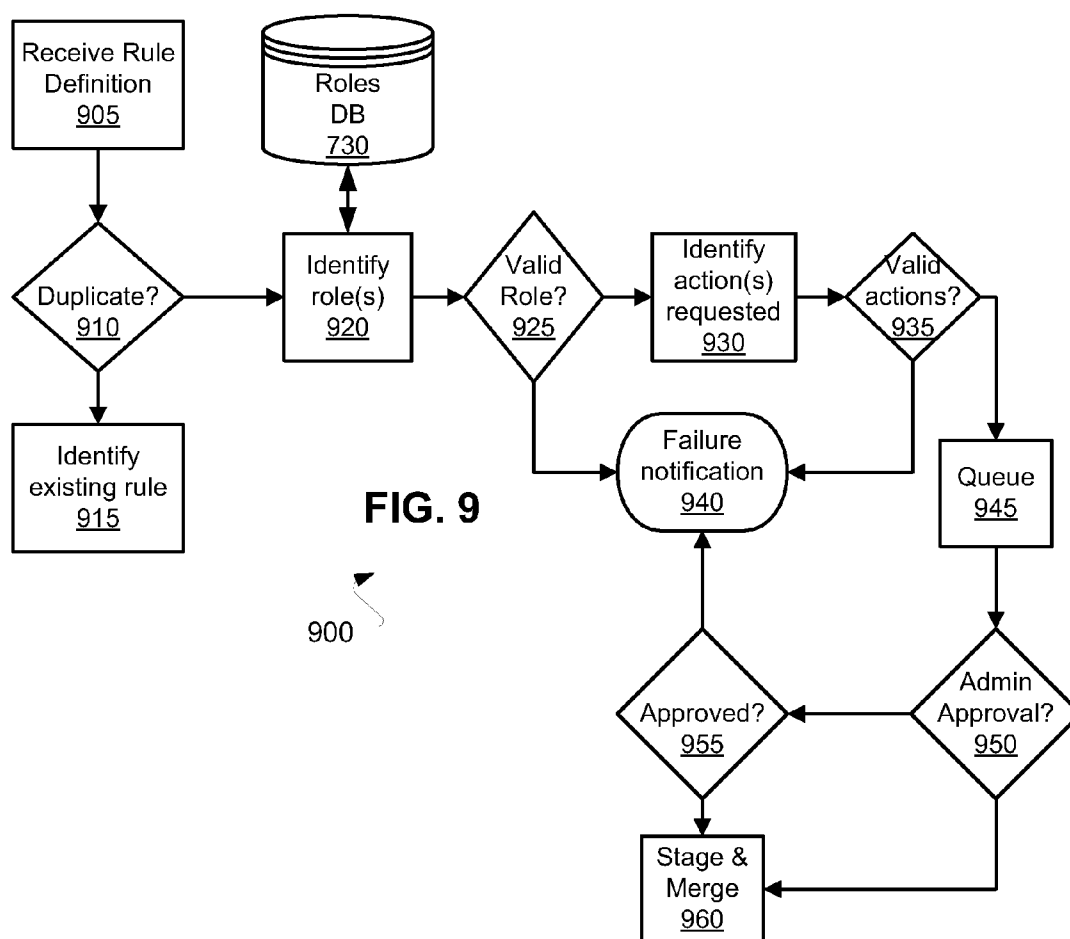 Receive Rule
Definition
905
Roles
DB
730
Duplicate?
910
Identify
role(s)
920
Valid
Role?
925
Identify
action(s)
requested
930
Valid
actions?
935
Identify
existing rule
915
FIG. 9
Failure
notification
940
Queue
945
900
Approved?
955
Admin
Approval?
950
Stage &
Merge
960